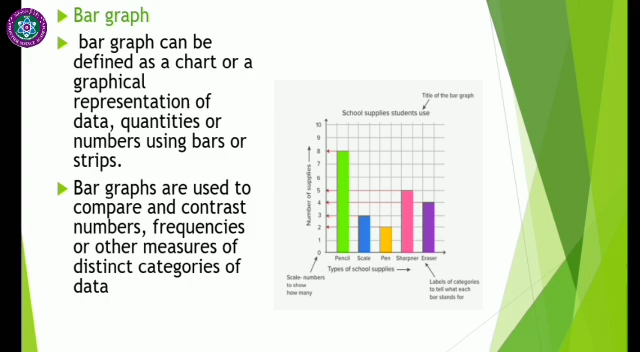 Bar graph
bar graph can be
defined as a chart or a
graphical
representation of
data, quantities or
numbers using bars or
strips.
Bar graphs are used to
compare and contrast
numbers, frequencies
or other measures of
distinct categories of
data
Title of the bar graph
School supplies students use
10
9
8
7
6
5
4
3
2
1
0
Number of supplies
Pencil Scale Pen Sharpner Eraser
Types of school supplies
Scale- numbers
to show
how many
Labels of categories
to tell what each
bar stands for